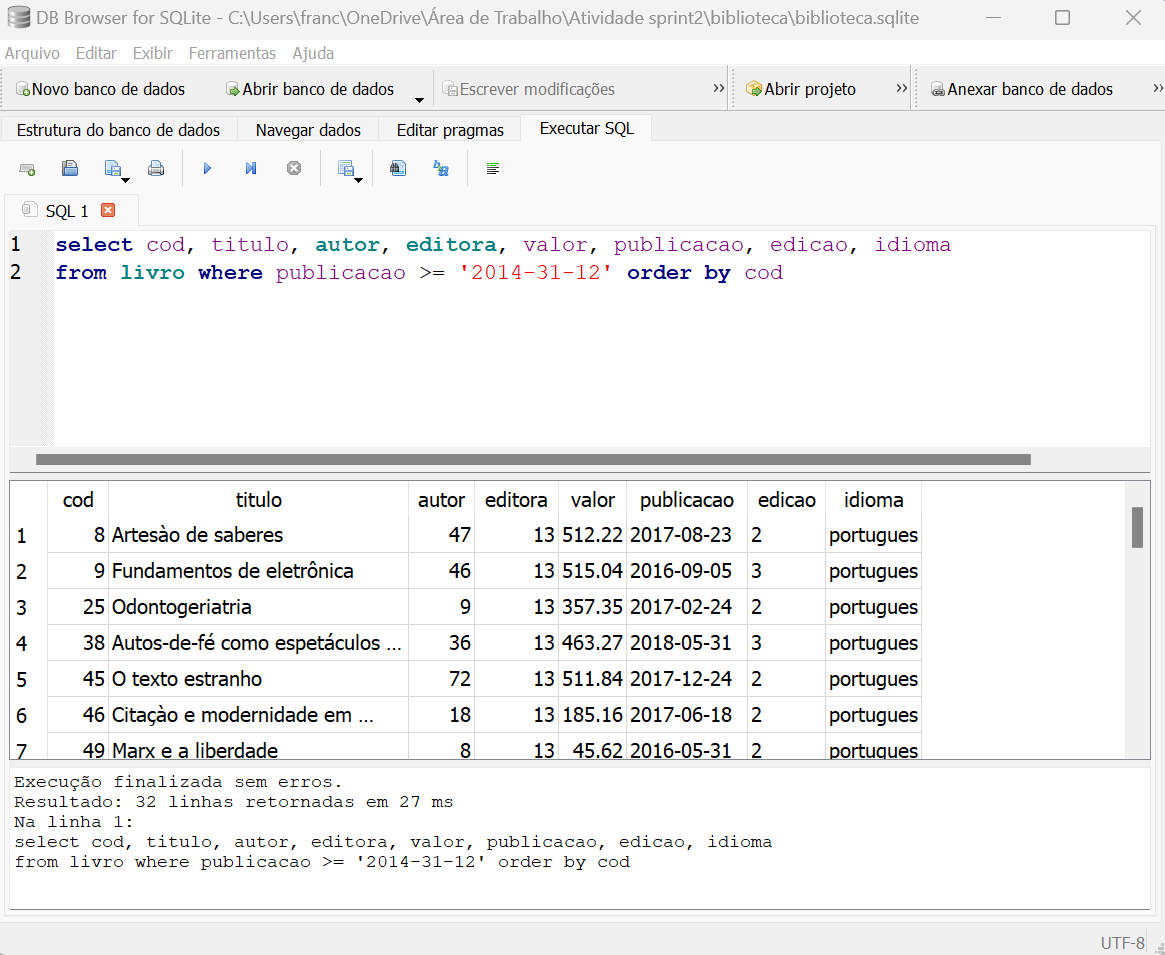 DB Browser for SQLite - C:\Users\franc\OneDrive\Área de Trabalho\Atividade sprint2\biblioteca\biblioteca.sqlite
Arquivo Editar Exibir Ferramentas Ajuda
Novo banco de dados Abrir banco de dados Escrever modificações » Abrir projeto » Anexar banco de dados »
Estrutura do banco de dados Navegar dados Editar pragmas Executar SQL
SQL 1
1 select cod, titulo, autor, editora, valor, publicacao, edicao, idioma
2 from livro where publicacao >= '2014-31-12' order by cod
cod titulo autor editora valor publicacao edicao idioma
1 8 Artesào de saberes 47 13 512.22 2017-08-23 2 portugues
2 9 Fundamentos de eletrônica 46 13 515.04 2016-09-05 3 portugues
3 25 Odontogeriatria 9 13 357.35 2017-02-24 2 portugues
4 38 Autos-de-fé como espetáculos ... 36 13 463.27 2018-05-31 3 portugues
5 45 O texto estranho 72 13 511.84 2017-12-24 2 portugues
6 46 Citaçào e modernidade em ... 18 13 185.16 2017-06-18 2 portugues
7 49 Marx e a liberdade 8 13 45.62 2016-05-31 2 portugues
Execução finalizada sem erros.
Resultado: 32 linhas retornadas em 27 ms
Na linha 1:
select cod, titulo, autor, editora, valor, publicacao, edicao, idioma
from livro where publicacao >= '2014-31-12' order by cod
UTF-8